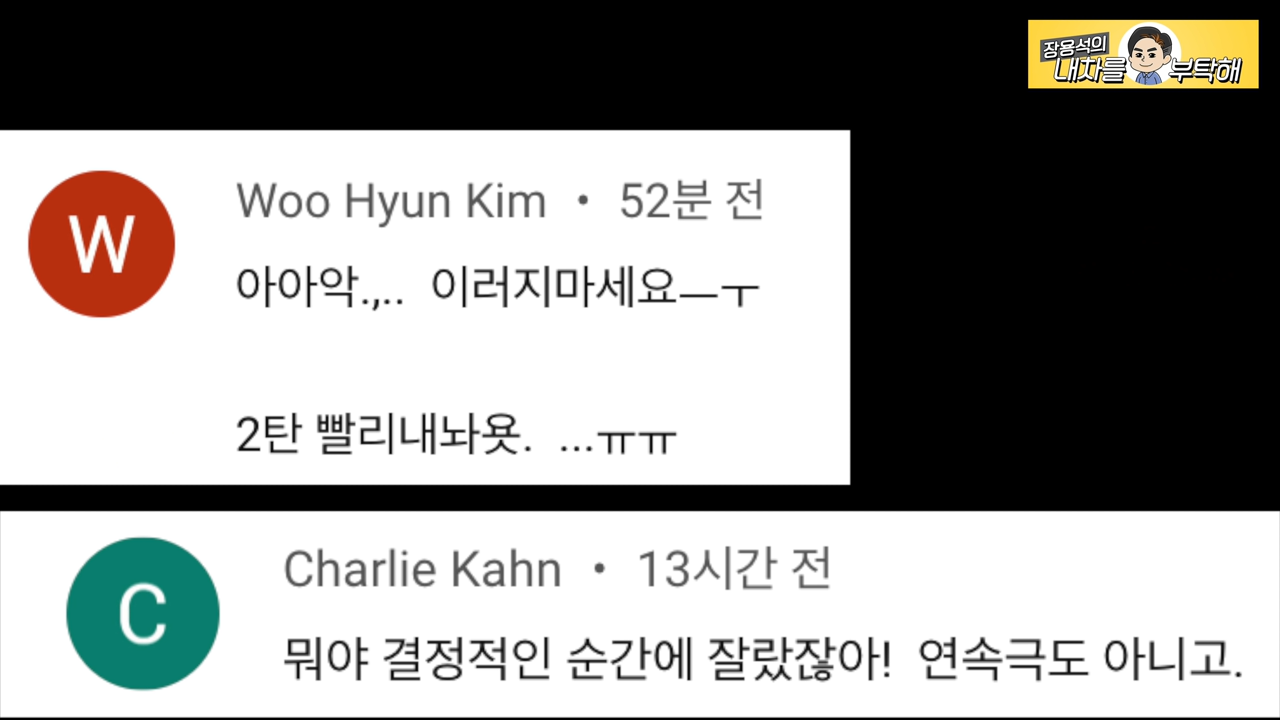 장용석의
내차를 부탁해
Woo Hyun Kim • 52분 전
아아악.,.. 이러지마세요ㅡㅜ
2탄 빨리내놔욧. ...ㅠㅠ
Charlie Kahn • 13시간 전
뭐야 결정적인 순간에 잘랐잖아! 연속극도 아니고.
W
C